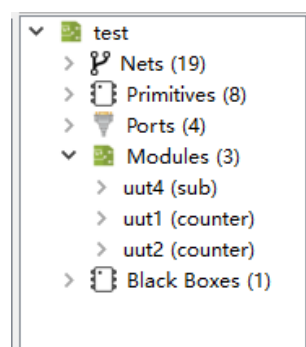 test
Nets (19)
Primitives (8)
Ports (4)
Modules (3)
uut4 (sub)
uut1 (counter)
uut2 (counter)
Black Boxes (1)